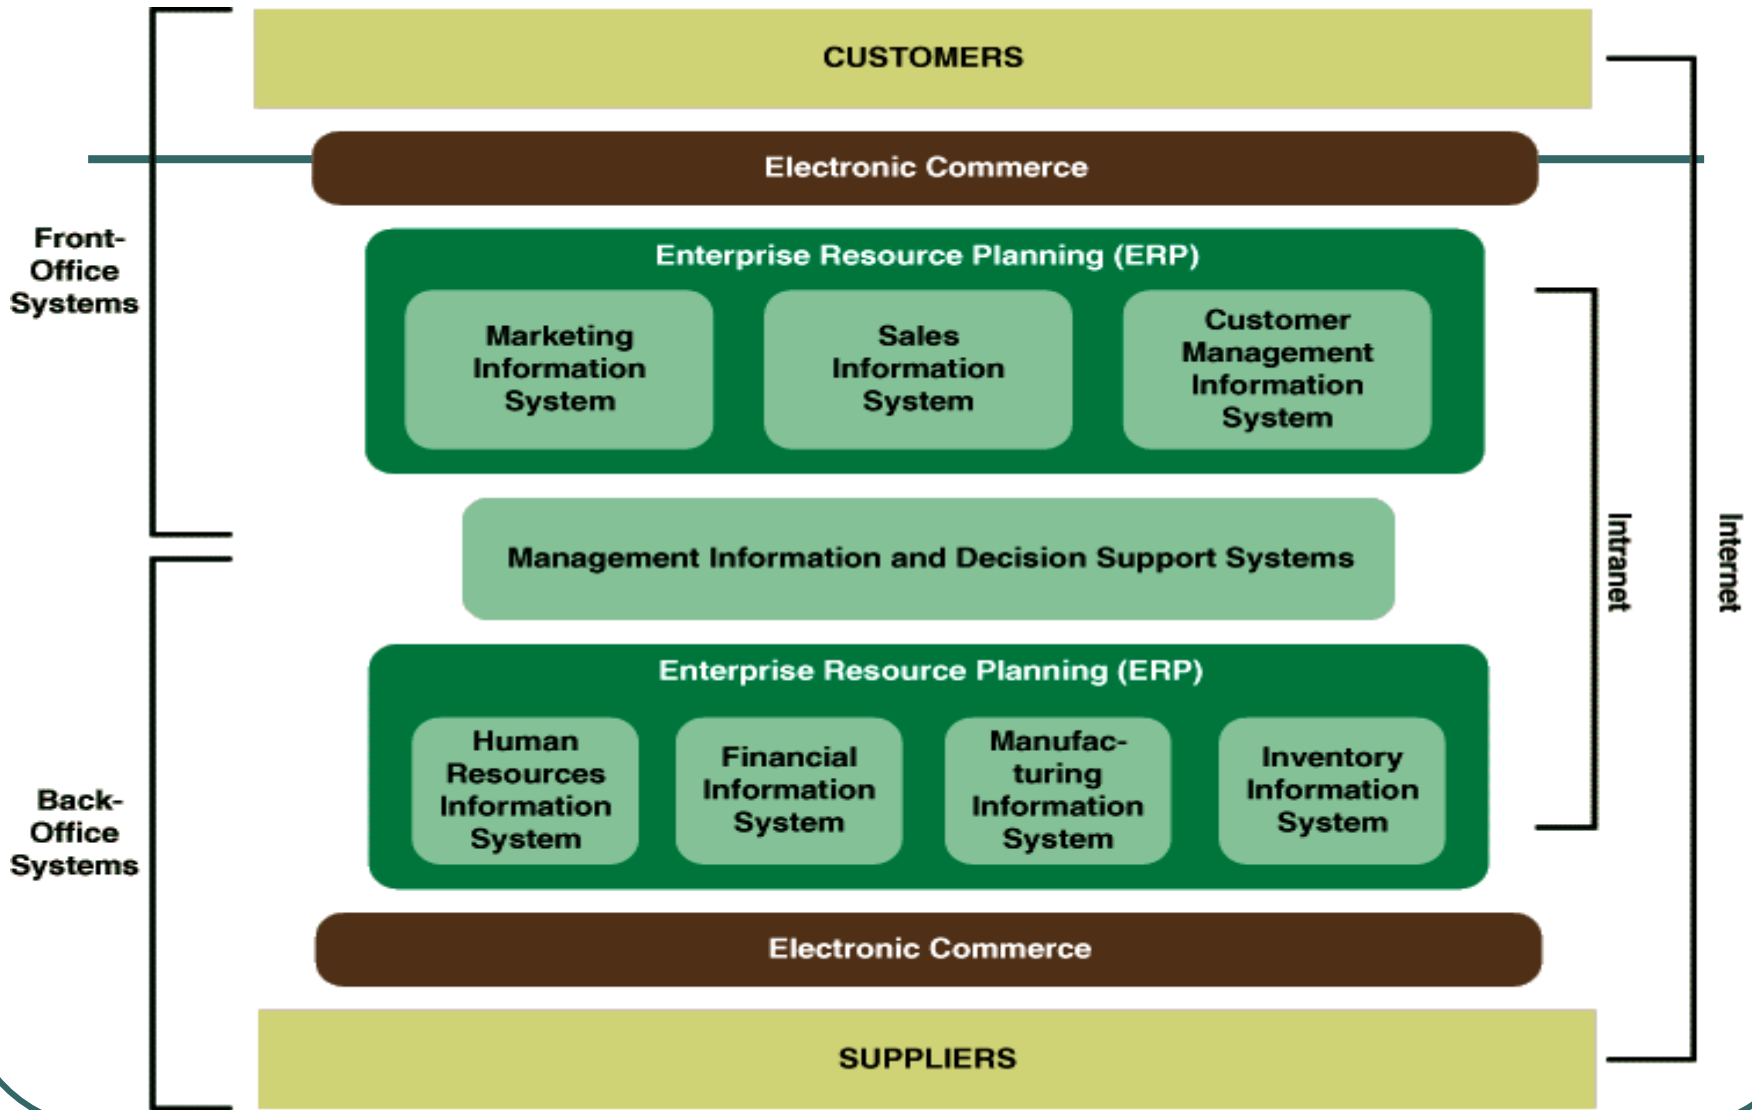 CUSTOMERS
Electronic Commerce
Front-
Office
Systems
Enterprise Resource Planning (ERP)
Marketing
Information
System
Sales
Information
System
Customer
Management
Information
System
Management Information and Decision Support Systems
Intranet
Internet
Back-
Office
Systems
Enterprise Resource Planning (ERP)
Human
Resources
Information
System
Financial
Information
System
Manufac-
turing
Information
System
Inventory
Information
System
Electronic Commerce
SUPPLIERS